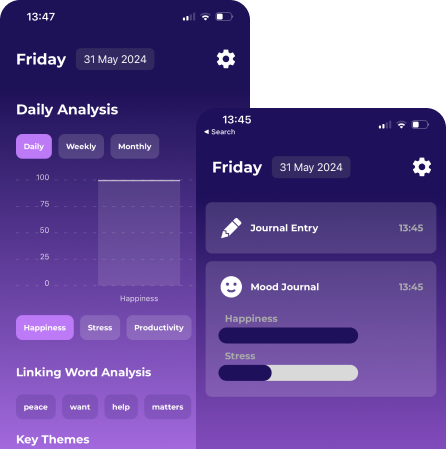 13:47
Friday 31 May 2024
Daily Analysis
Daily Weekly Monthly
100
75
50
25
0
Happiness
Happiness Stress Productivity
Linking Word Analysis
peace want help matters
Key Themes
13:45
◀ Search
Friday 31 May 2024
Journal Entry 13:45
Mood Journal 13:45
Happiness
Stress